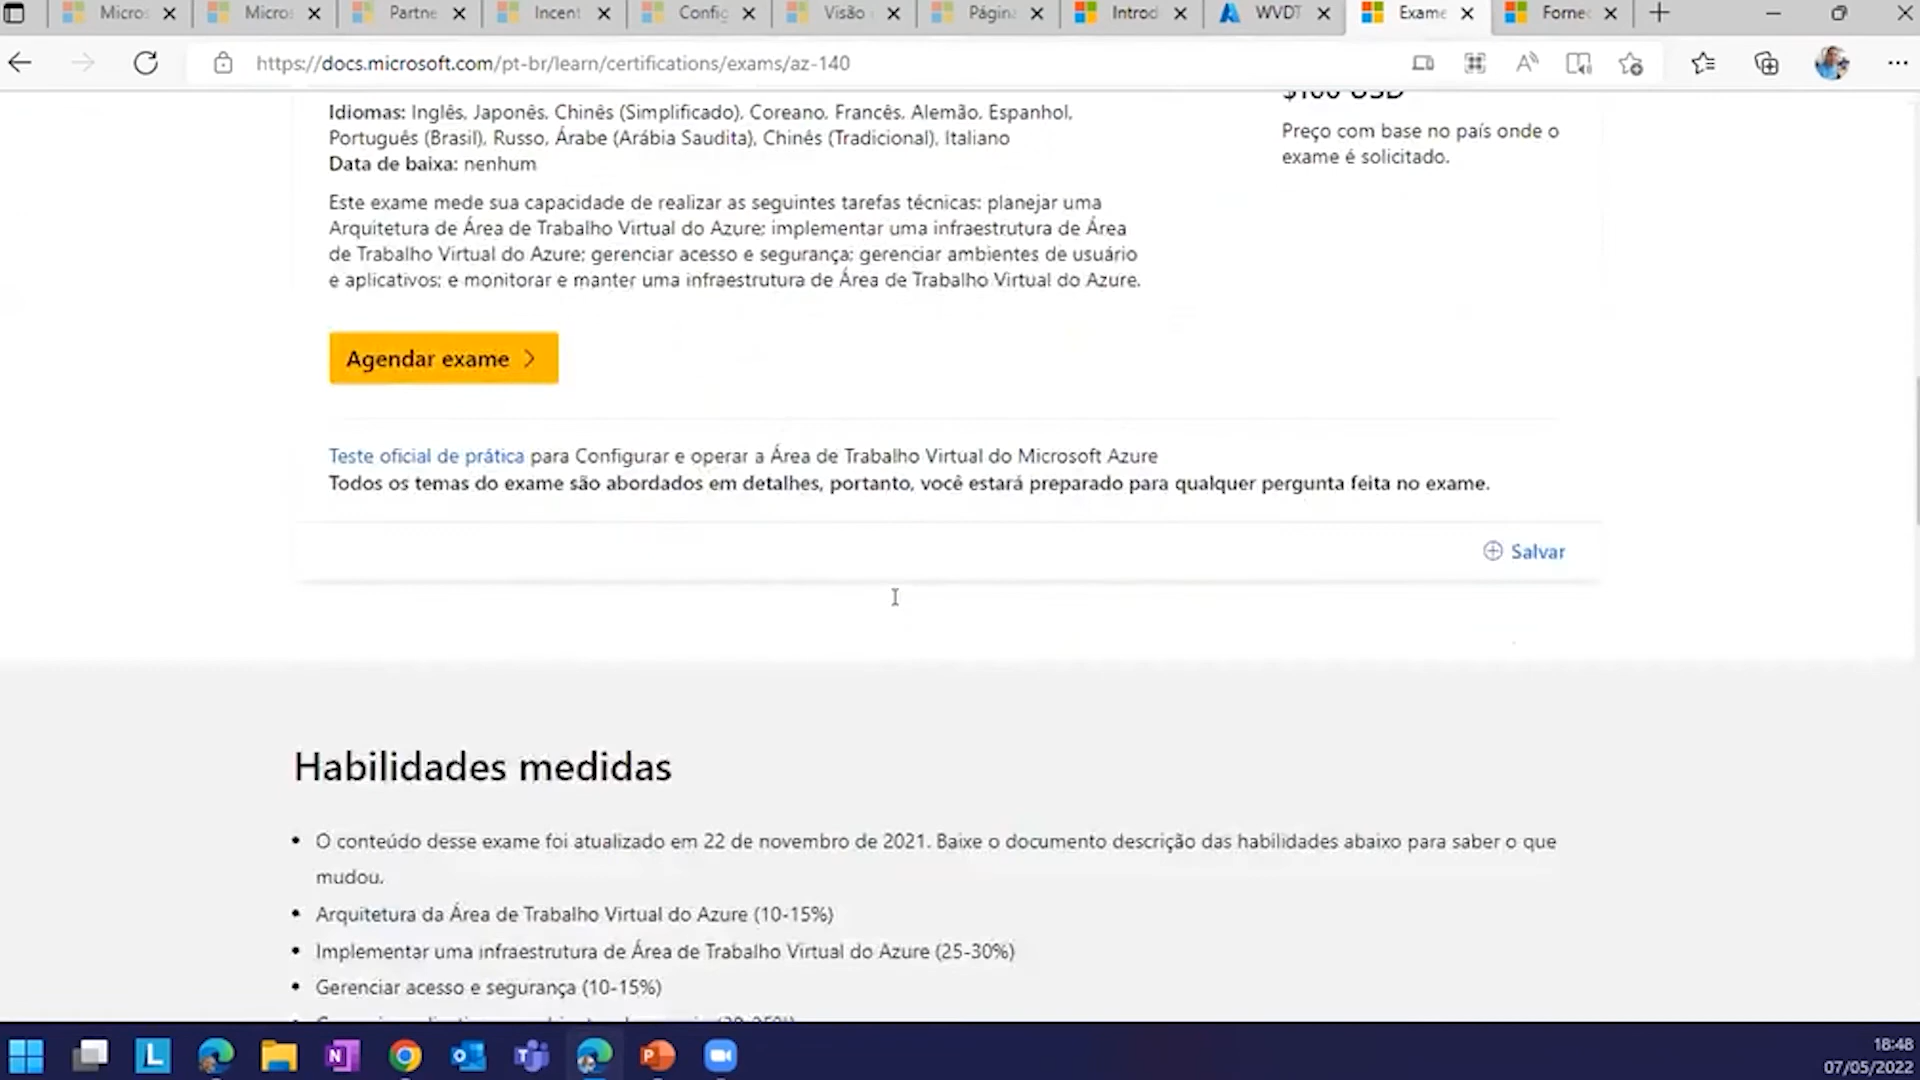 Micro:
Micro:
Partne
Incent
Config
Visão
Página
Introd
WVDT
Exame
Fornec
https://docs.microsoft.com/pt-br/learn/certifications/exams/az-140
Idiomas: Inglês, Japonês, Chinês (Simplificado), Coreano, Francês, Alemão, Espanhol,
Português (Brasil), Russo, Árabe (Arábia Saudita), Chinês (Tradicional), Italiano
Data de baixa: nenhum
Este exame mede sua capacidade de realizar as seguintes tarefas técnicas: planejar uma
Arquitetura de Área de Trabalho Virtual do Azure; implementar uma infraestrutura de Área
de Trabalho Virtual do Azure; gerenciar acesso e segurança; gerenciar ambientes de usuário
e aplicativos; e monitorar e manter uma infraestrutura de Área de Trabalho Virtual do Azure.
Preço com base no país onde o
exame é solicitado.
Agendar exame
Teste oficial de prática para Configurar e operar a Área de Trabalho Virtual do Microsoft Azure
Todos os temas do exame são abordados em detalhes, portanto, você estará preparado para qualquer pergunta feita no exame.
Salvar
Habilidades medidas
• O conteúdo desse exame foi atualizado em 22 de novembro de 2021. Baixe o documento descrição das habilidades abaixo para saber o que
mudou.
• Arquitetura da Área de Trabalho Virtual do Azure (10-15%)
• Implementar uma infraestrutura de Área de Trabalho Virtual do Azure (25-30%)
• Gerenciar acesso e segurança (10-15%)
18:48
07/05/2022